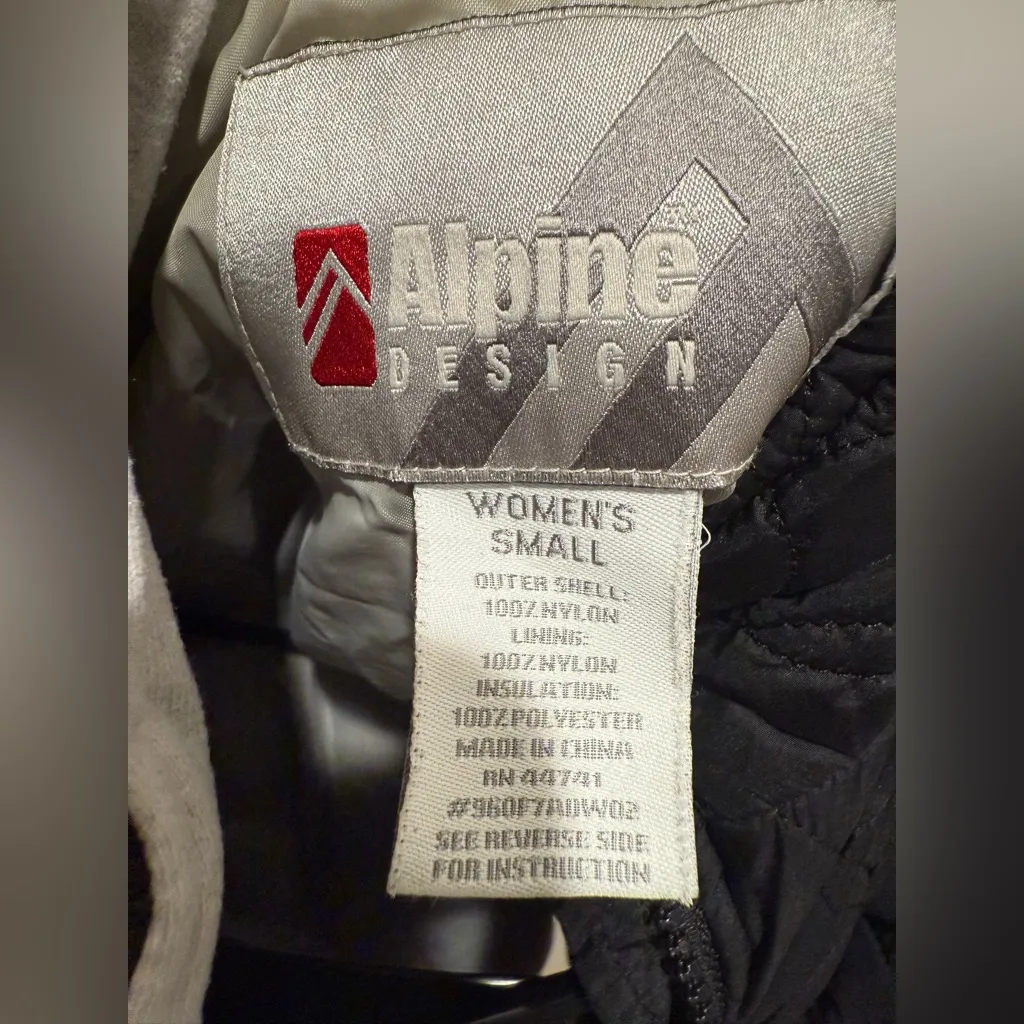 Alpine
DESIGN
WOMEN'S
SMALL
OUTER SHELL:
100% NYLON
LINING:
100% NYLON
INSULATION:
100% POLYESTER
MADE IN CHINA
RN 44741
#960F7A0W02
SEE REVERSE SIDE
FOR INSTRUCTION